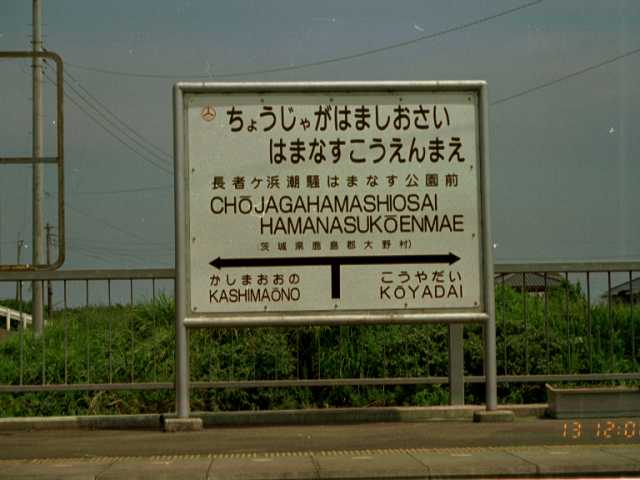 ちょうじゃがはましおさい
はまなすこうえんまえ
長者ヶ浜潮騒はまなす公園前
CHŌJAGAHAMASHIOSAI
HAMANASUKŌENMAE
(茨城県鹿島郡大野村)
かしまおおの こうやだい
KASHIMAŌNO KŌYADAI
13 12:0